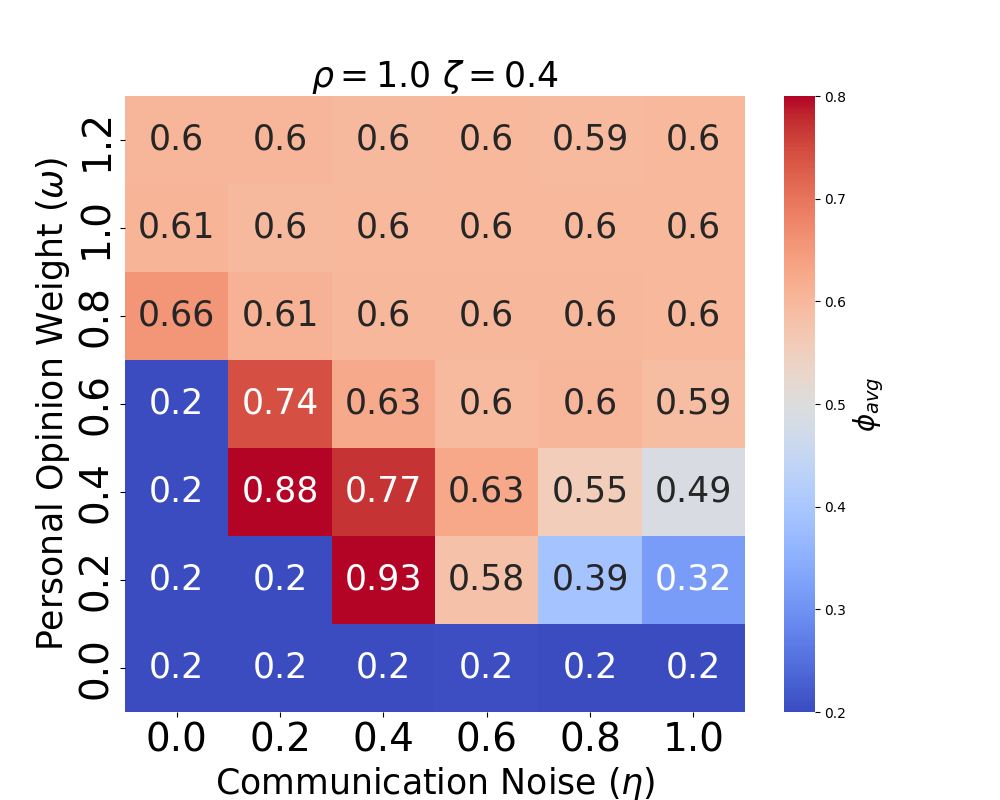 ρ = 1.0 ζ = 0.4
Personal Opinion Weight (ω)
1.2 0.6 0.6 0.6 0.6 0.59 0.6
1.0 0.61 0.6 0.6 0.6 0.6 0.6
0.8 0.66 0.61 0.6 0.6 0.6 0.6
0.6 0.2 0.74 0.63 0.6 0.6 0.59
0.4 0.2 0.88 0.77 0.63 0.55 0.49
0.2 0.2 0.2 0.93 0.58 0.39 0.32
0.0 0.2 0.2 0.2 0.2 0.2 0.2
0.0 0.2 0.4 0.6 0.8 1.0
Communication Noise (η)
0.8
0.7
0.6
0.5
0.4
0.3
0.2
ϕavg